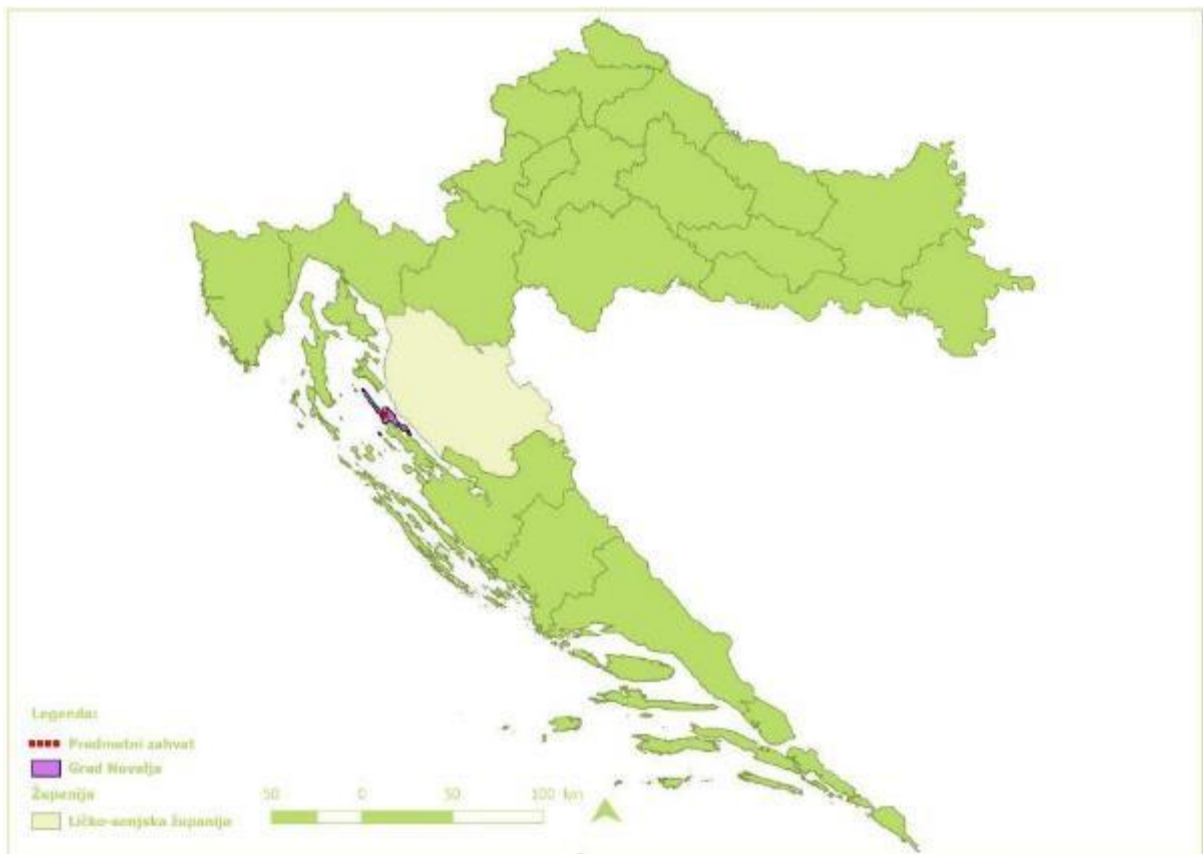 Legenda:
Predmetni zahvat
Grad Novalja
Županija
Ličko-senjska županija
50 0 50 100 km